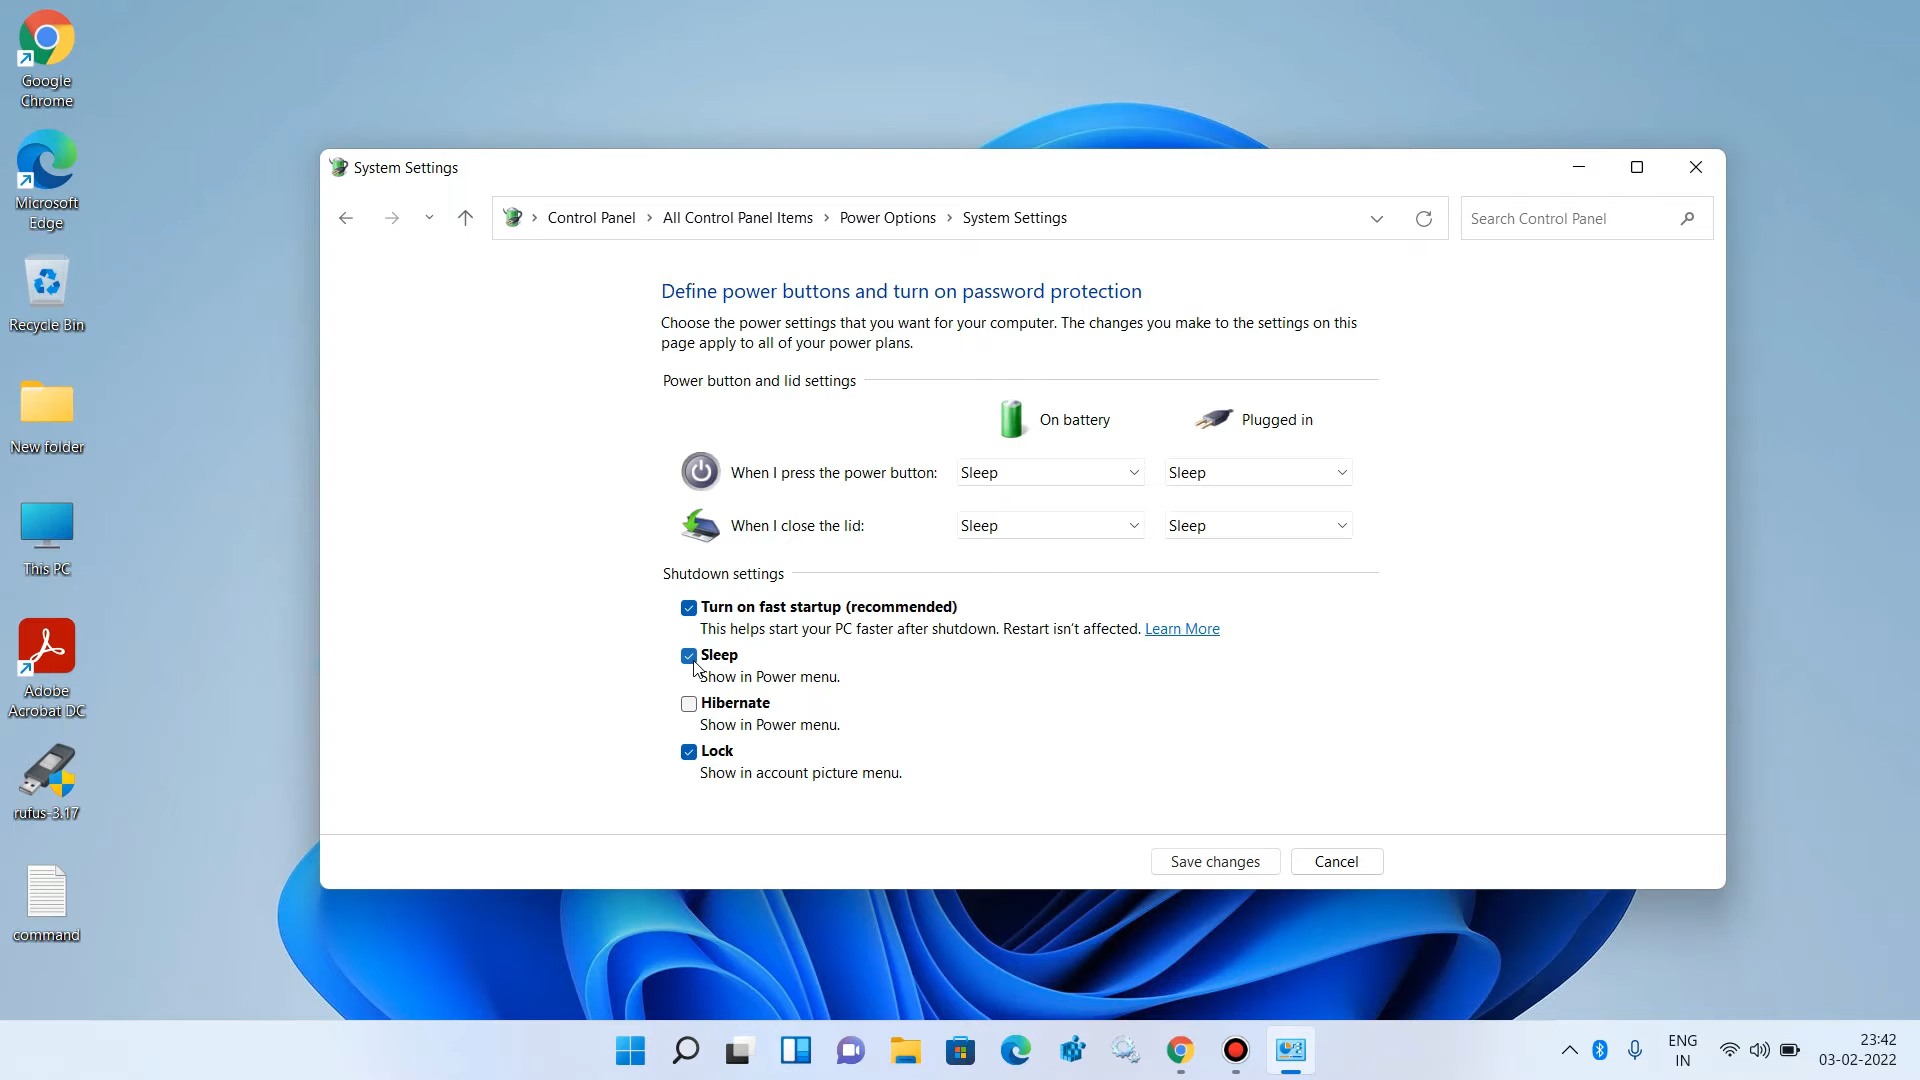 Google
Chrome
Microsoft
Edge
Recycle Bin
New folder
This PC
Adobe
Acrobat DC
rufus-3.17
command
System Settings
Control Panel > All Control Panel Items > Power Options > System Settings
Search Control Panel
Define power buttons and turn on password protection
Choose the power settings that you want for your computer. The changes you make to the settings on this
page apply to all of your power plans.
Power button and lid settings
On battery Plugged in
When I press the power button: Sleep Sleep
When I close the lid: Sleep Sleep
Shutdown settings
Turn on fast startup (recommended)
This helps start your PC faster after shutdown. Restart isn't affected. Learn More
Sleep
Show in Power menu.
Hibernate
Show in Power menu.
Lock
Show in account picture menu.
Save changes Cancel
ENG
IN
23:42
03-02-2022